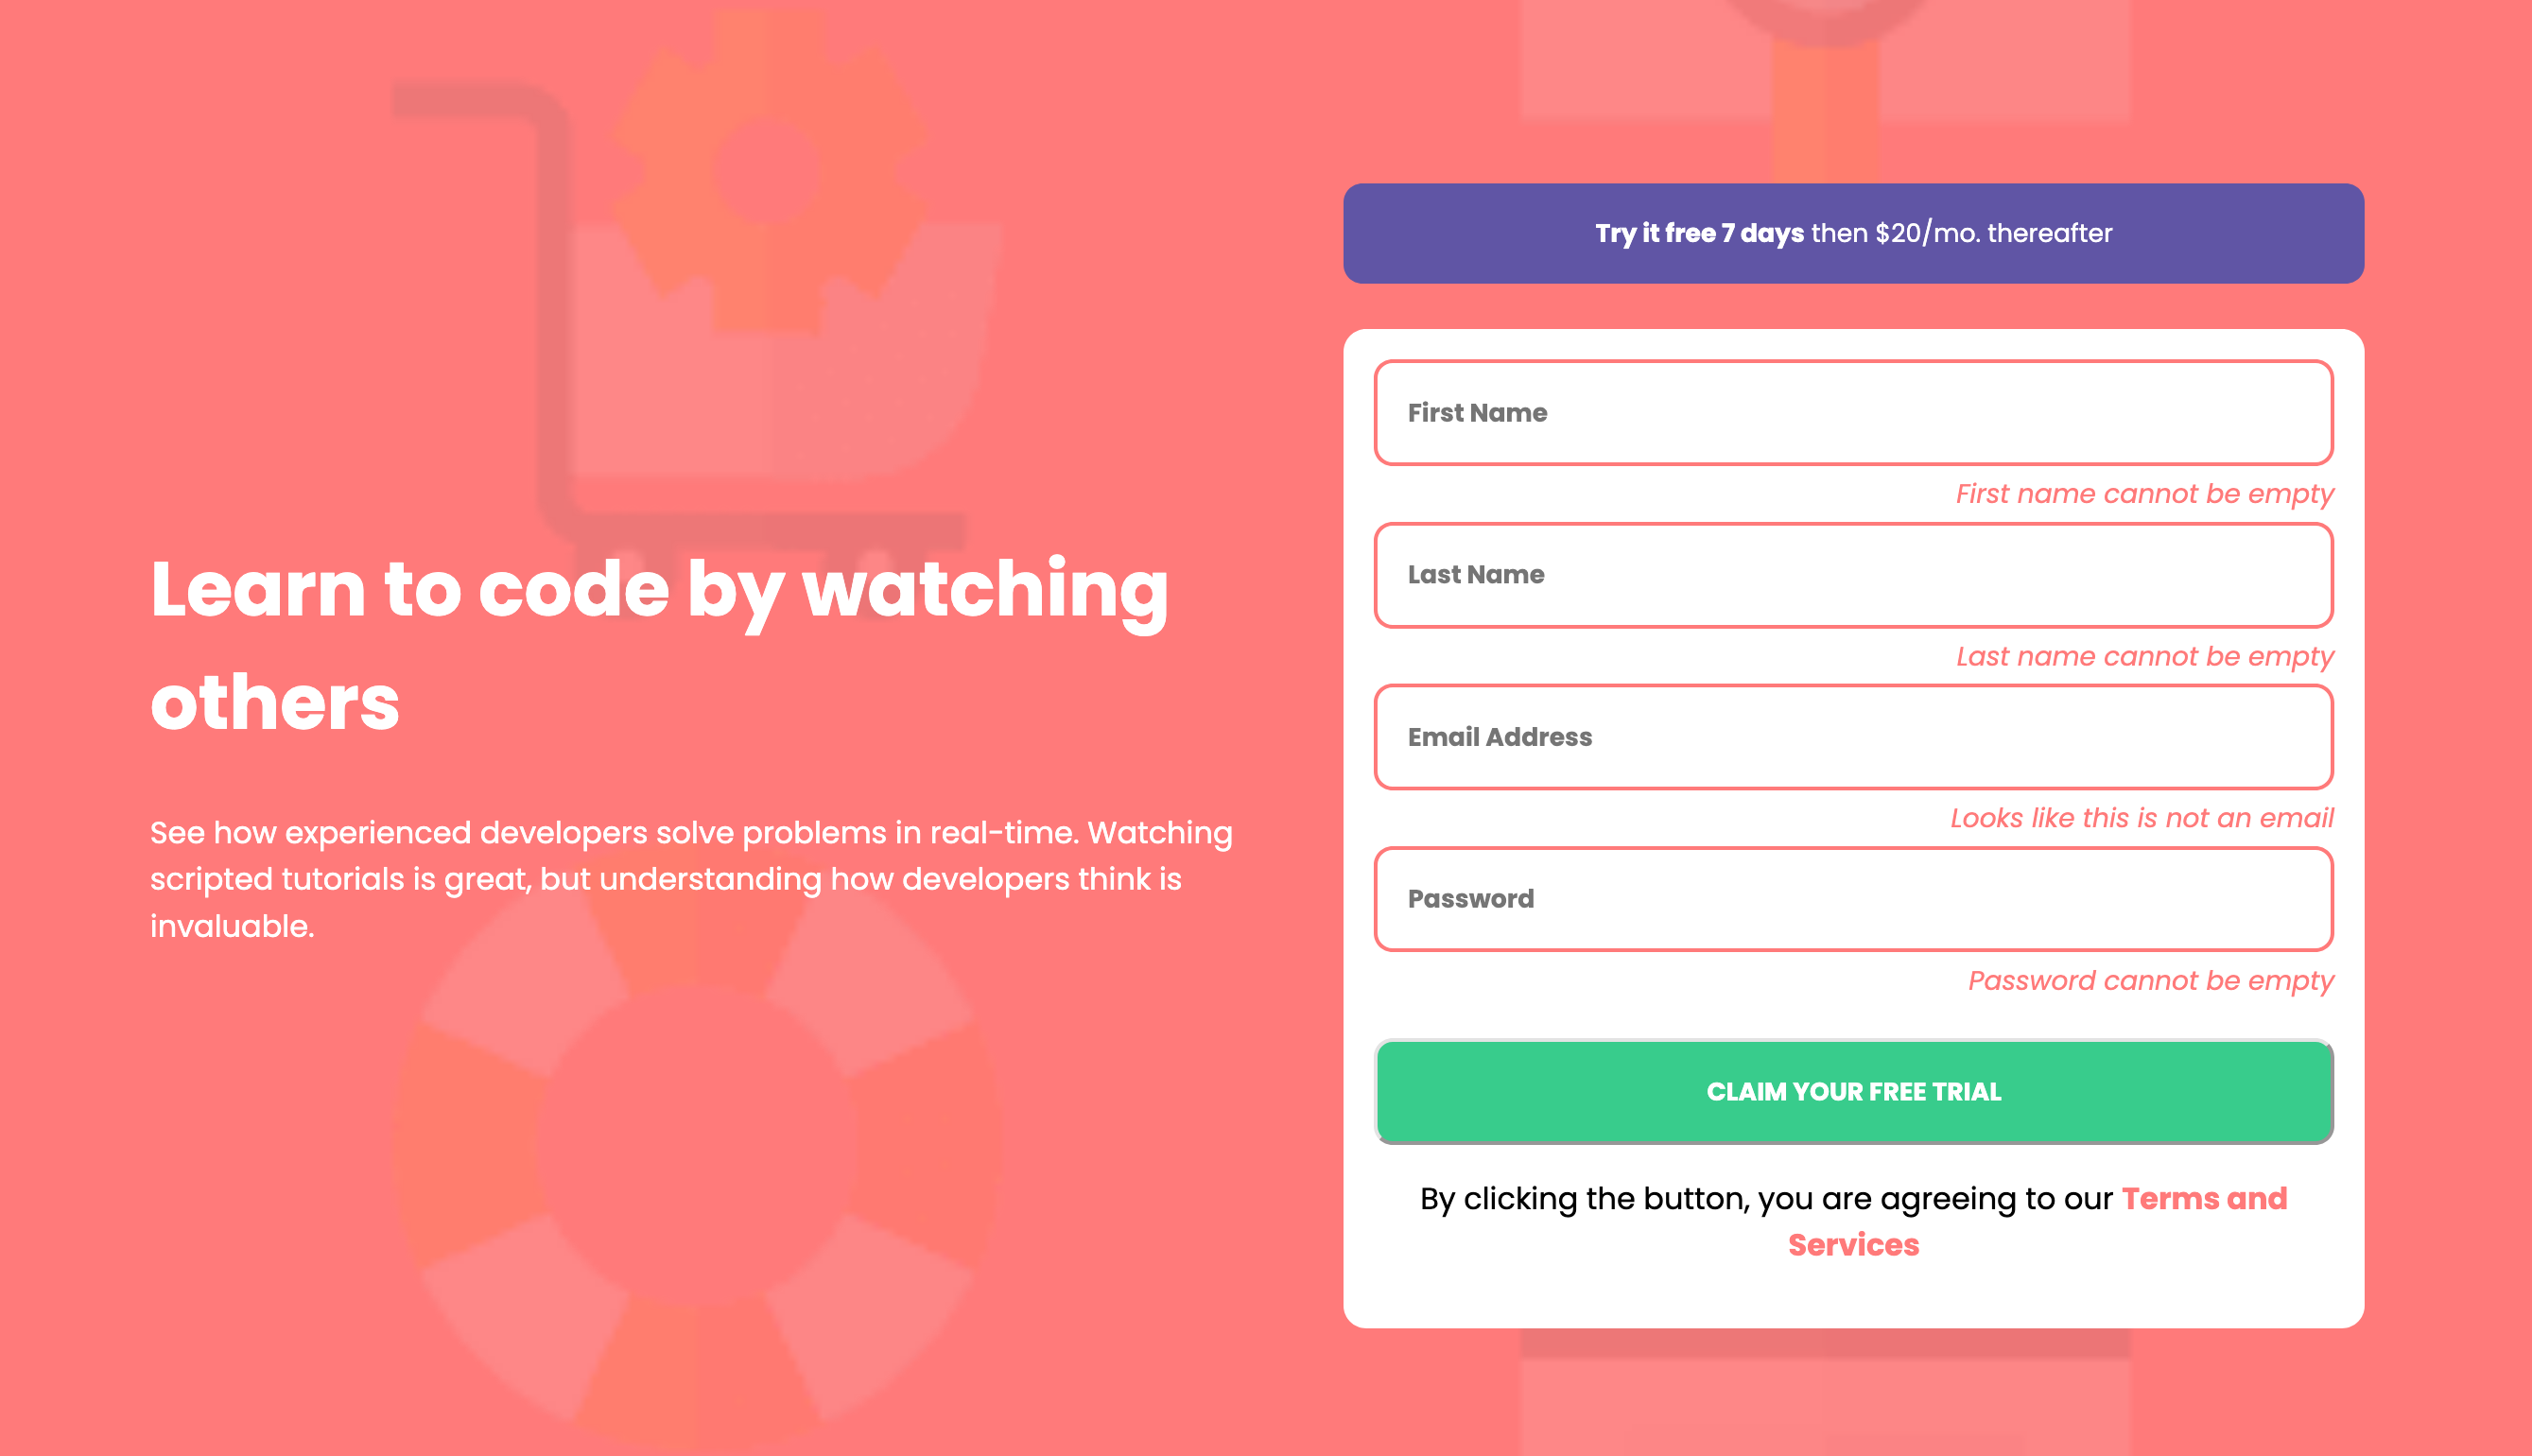 Learn to code by watching
others
See how experienced developers solve problems in real-time. Watching
scripted tutorials is great, but understanding how developers think is
invaluable.
Try it free 7 days then $20/mo. thereafter
First Name
First name cannot be empty
Last Name
Last name cannot be empty
Email Address
Looks like this is not an email
Password
Password cannot be empty
CLAIM YOUR FREE TRIAL
By clicking the button, you are agreeing to our Terms and
Services